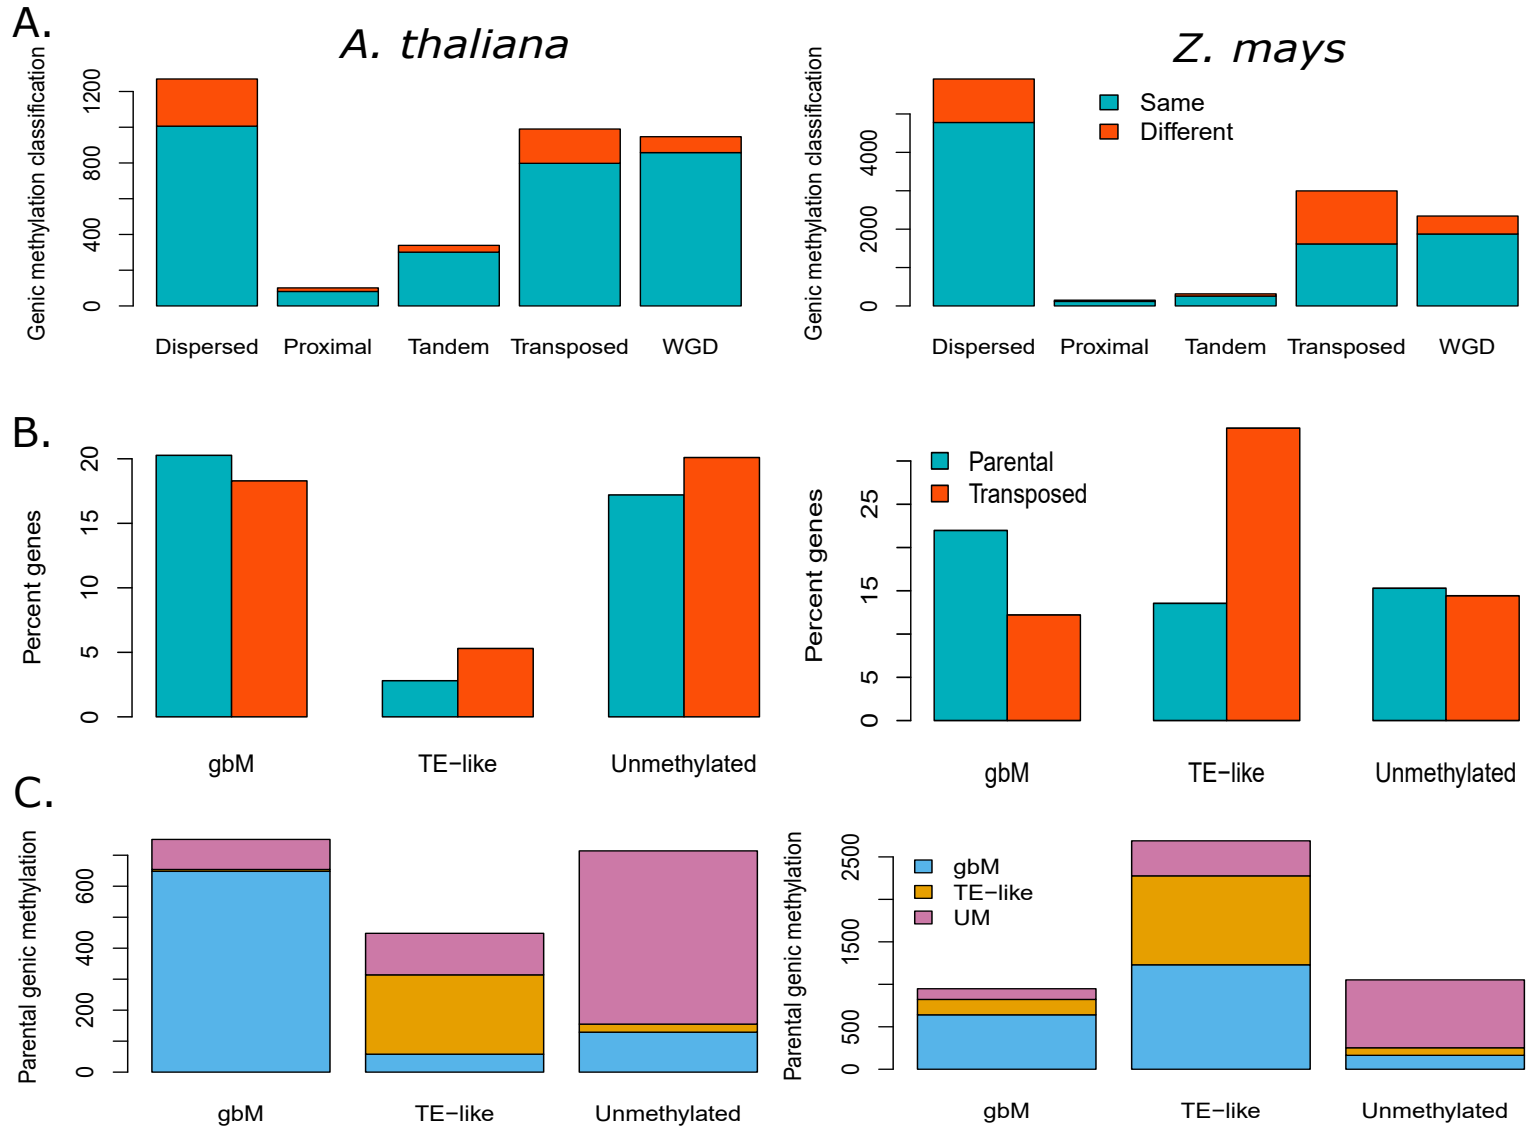 A.
A. thaliana
Z. mays
Genic methylation classification
0
400
800
1200
Dispersed
Proximal
Tandem
Transposed
WGD
Genic methylation classification
0
2000
4000
Same
Different
Dispersed
Proximal
Tandem
Transposed
WGD
B.
Percent genes
0
5
10
15
20
gbM
TE−like
Unmethylated
Percent genes
0
5
15
25
Parental
Transposed
gbM
TE−like
Unmethylated
C.
Parental genic methylation
0
200
400
600
gbM
TE−like
Unmethylated
Parental genic methylation
0
500
1500
2500
gbM
TE−like
UM
gbM
TE−like
Unmethylated